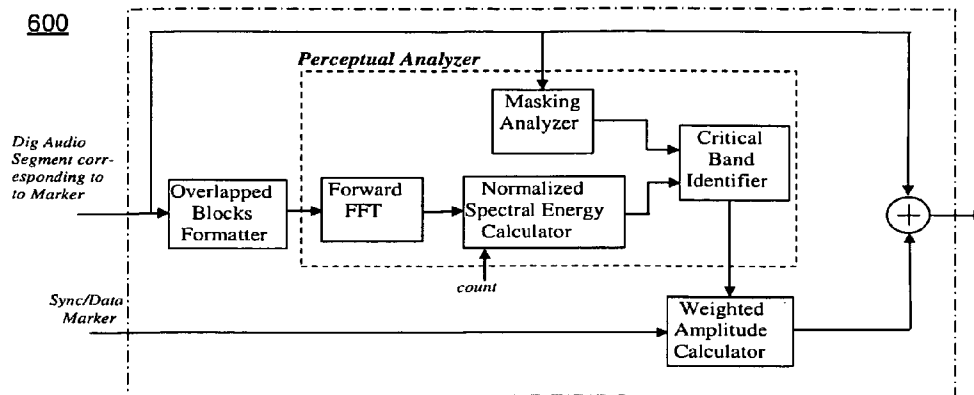 600
Perceptual Analyzer
Masking
Analyzer
Critical
Band
Identifier
Dig Audio
Segment corr-
esponding to
to Marker
Overlapped
Blocks
Formatter
Forward
FFT
Normalized
Spectral Energy
Calculator
+
count
Sync/Data
Marker
Weighted
Amplitude
Calculator